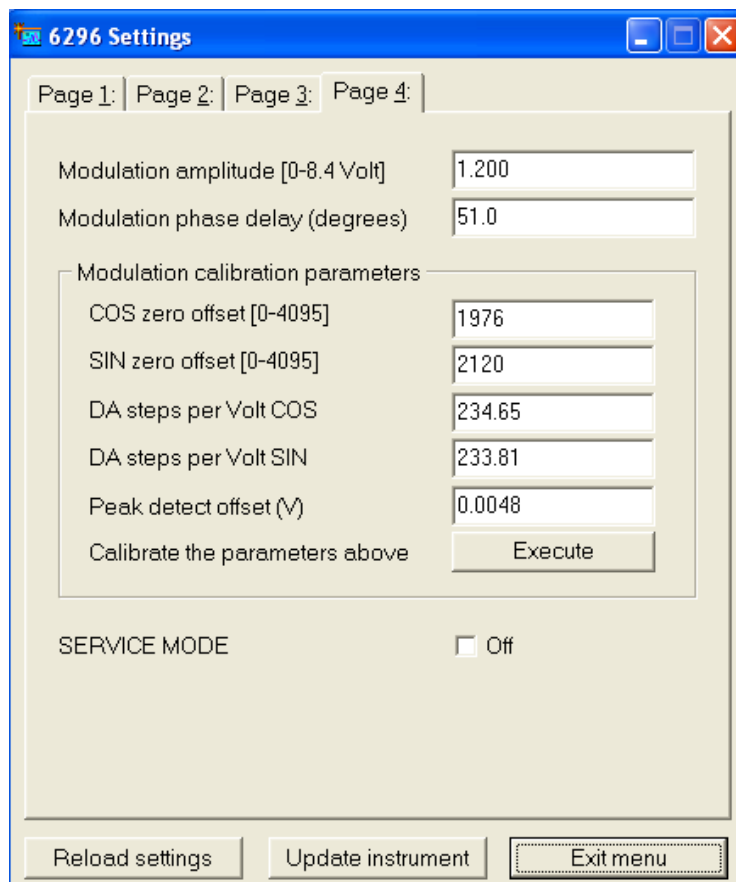 6296 Settings
Page 1: Page 2: Page 3: Page 4:
Modulation amplitude [0-8.4 Volt] 1.200
Modulation phase delay (degrees) 51.0
Modulation calibration parameters
COS zero offset [0-4095] 1976
SIN zero offset [0-4095] 2120
DA steps per Volt COS 234.65
DA steps per Volt SIN 233.81
Peak detect offset (V) 0.0048
Calibrate the parameters above Execute
SERVICE MODE Off
Reload settings Update instrument Exit menu